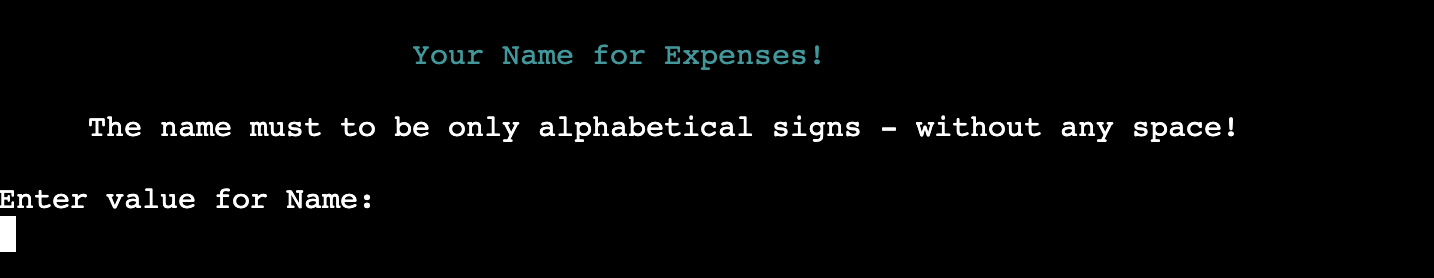 Your Name for Expenses!
The name must to be only alphabetical signs - without any space!
Enter value for Name: